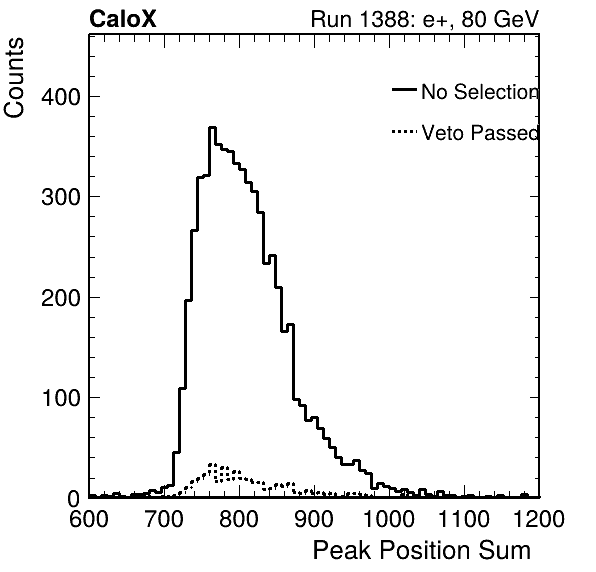 CaloX Run 1388: e+, 80 GeV
Counts
No Selection
Veto Passed
400
300
200
100
0
600 700 800 900 1000 1100 1200
Peak Position Sum